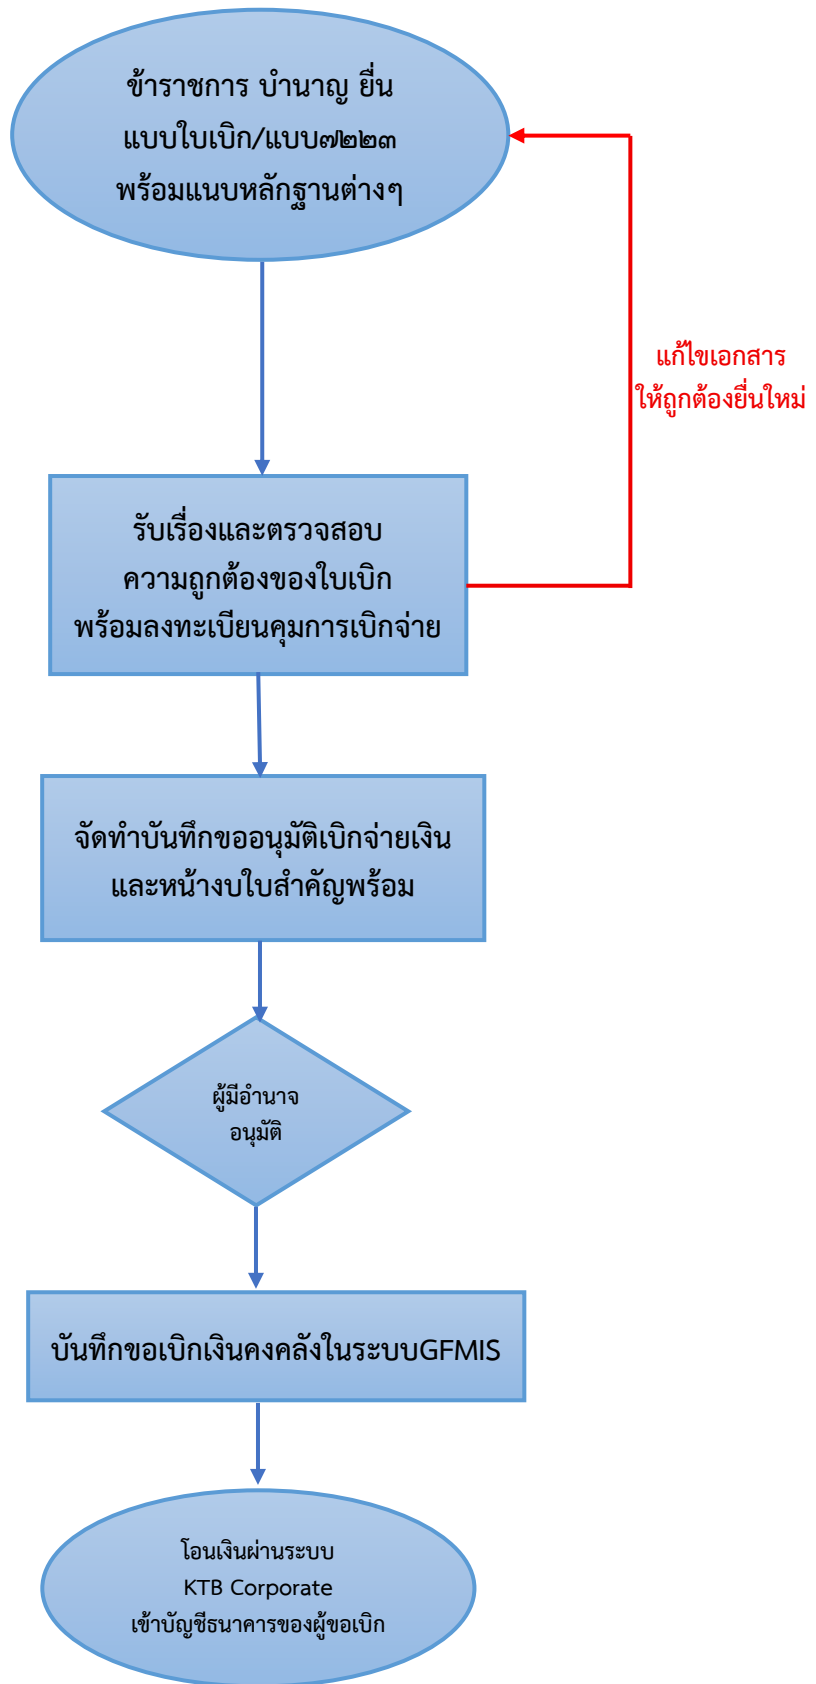 ข้าราชการ บำนาญ ยื่น
แบบใบเบิก/แบบ๗๒๒๓
พร้อมแนบหลักฐานต่างๆ
แก้ไขเอกสาร
ให้ถูกต้องยื่นใหม่
รับเรื่องและตรวจสอบ
ความถูกต้องของใบเบิก
พร้อมลงทะเบียนคุมการเบิกจ่าย
จัดทำบันทึกขออนุมัติเบิกจ่ายเงิน
และหน้างบใบสำคัญพร้อม
ผู้มีอำนาจ
อนุมัติ
บันทึกขอเบิกเงินคงคลังในระบบGFMIS
โอนเงินผ่านระบบ
KTB Corporate
เข้าบัญชีธนาคารของผู้ขอเบิก